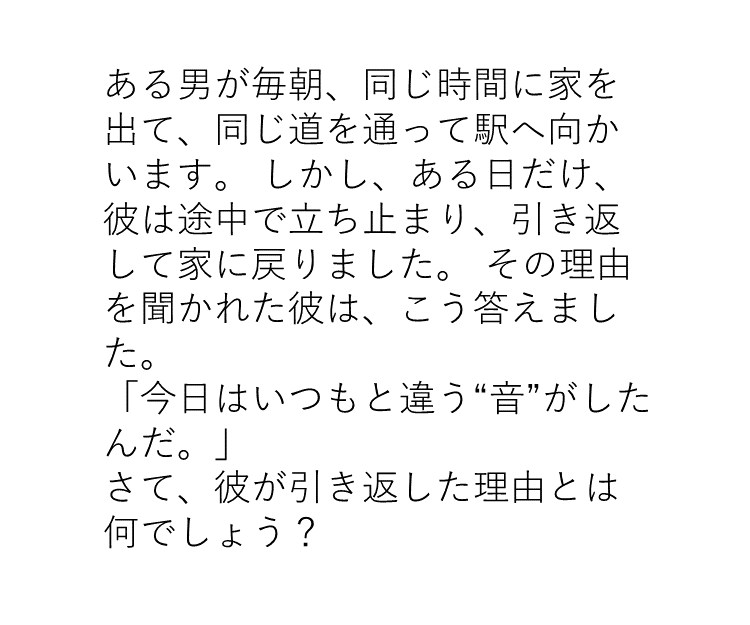 ある男が毎朝、同じ時間に家を
出て、同じ道を通って駅へ向か
います。 しかし、ある日だけ、
彼は途中で立ち止まり、引き返
して家に戻りました。 その理由
を聞かれた彼は、こう答えまし
た。
「今日はいつもと違う“音”がした
んだ。」
さて、彼が引き返した理由とは
何でしょう？